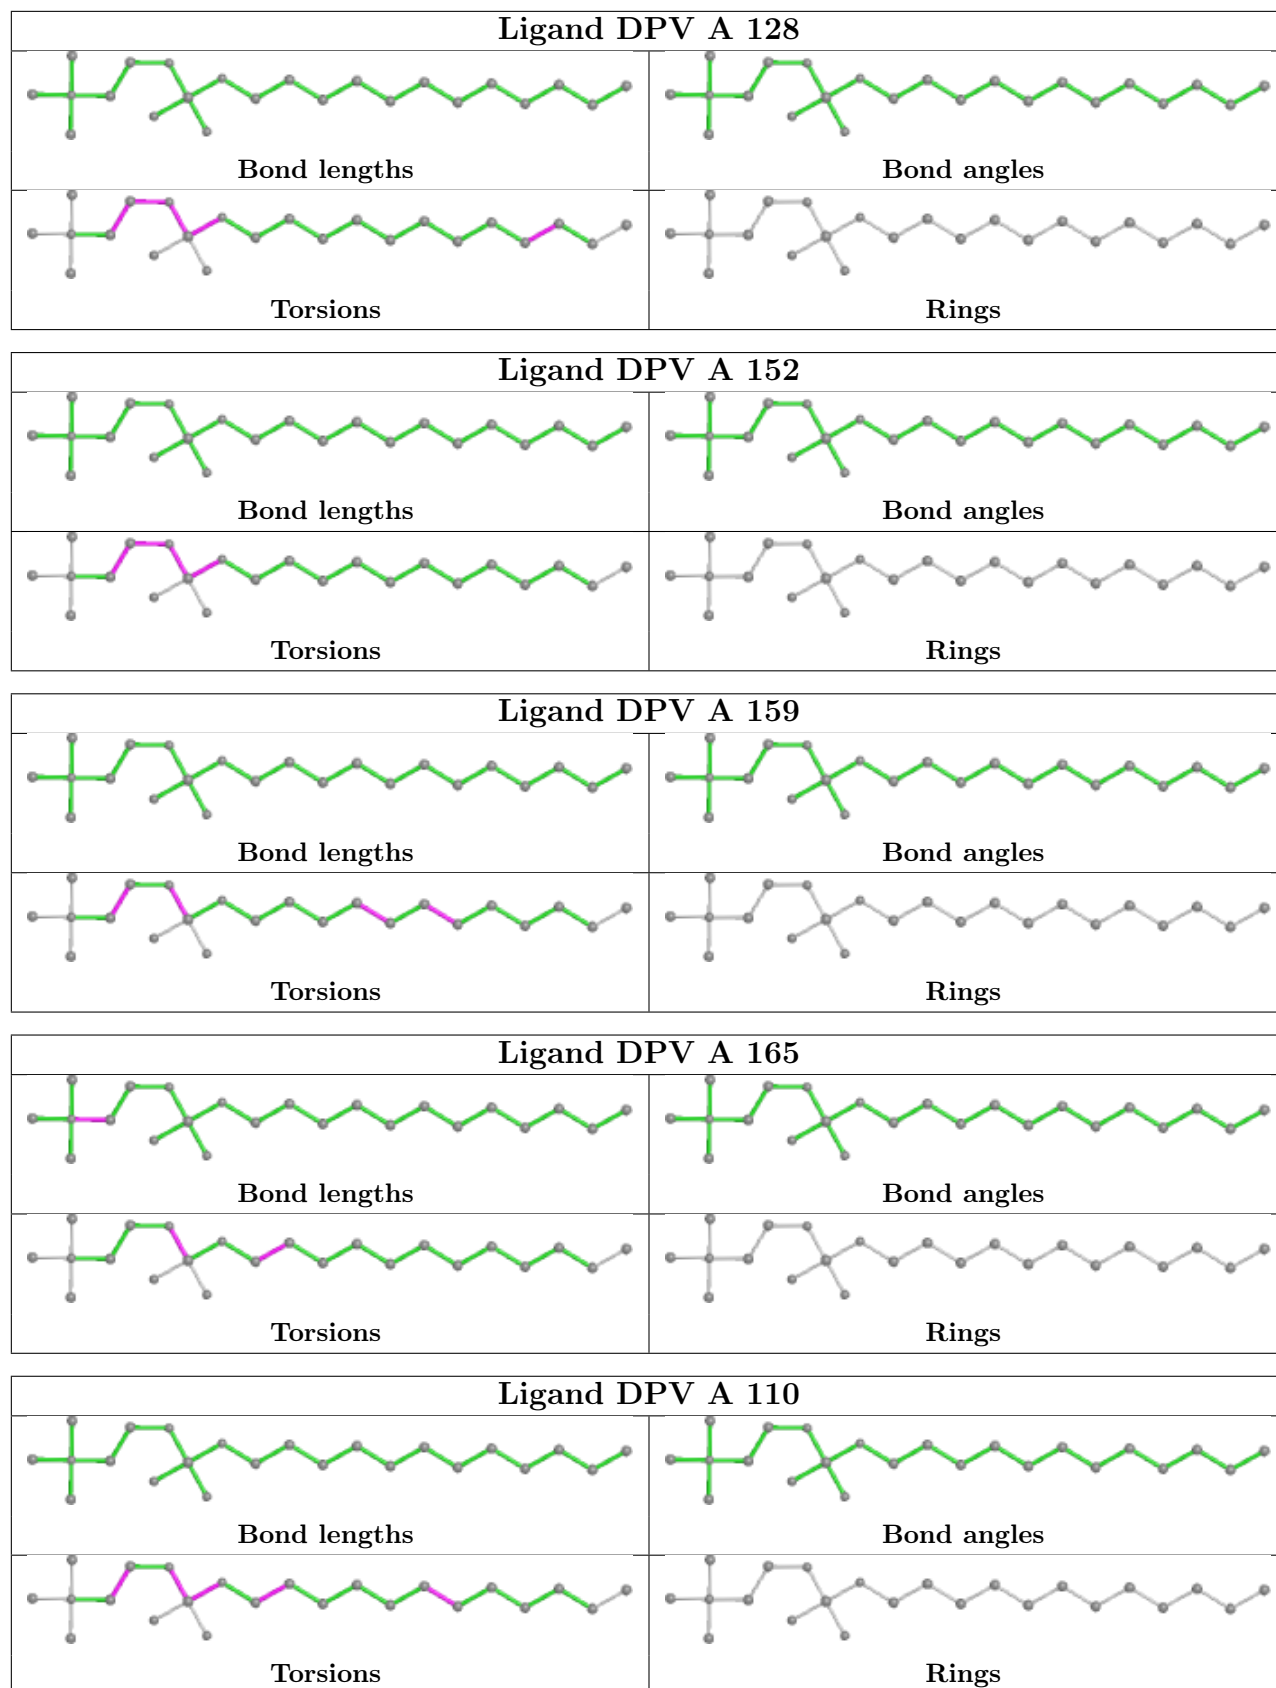 Ligand DPV A 128
Bond lengths
Bond angles
Torsions
Rings
Ligand DPV A 152
Bond lengths
Bond angles
Torsions
Rings
Ligand DPV A 159
Bond lengths
Bond angles
Torsions
Rings
Ligand DPV A 165
Bond lengths
Bond angles
Torsions
Rings
Ligand DPV A 110
Bond lengths
Bond angles
Torsions
Rings